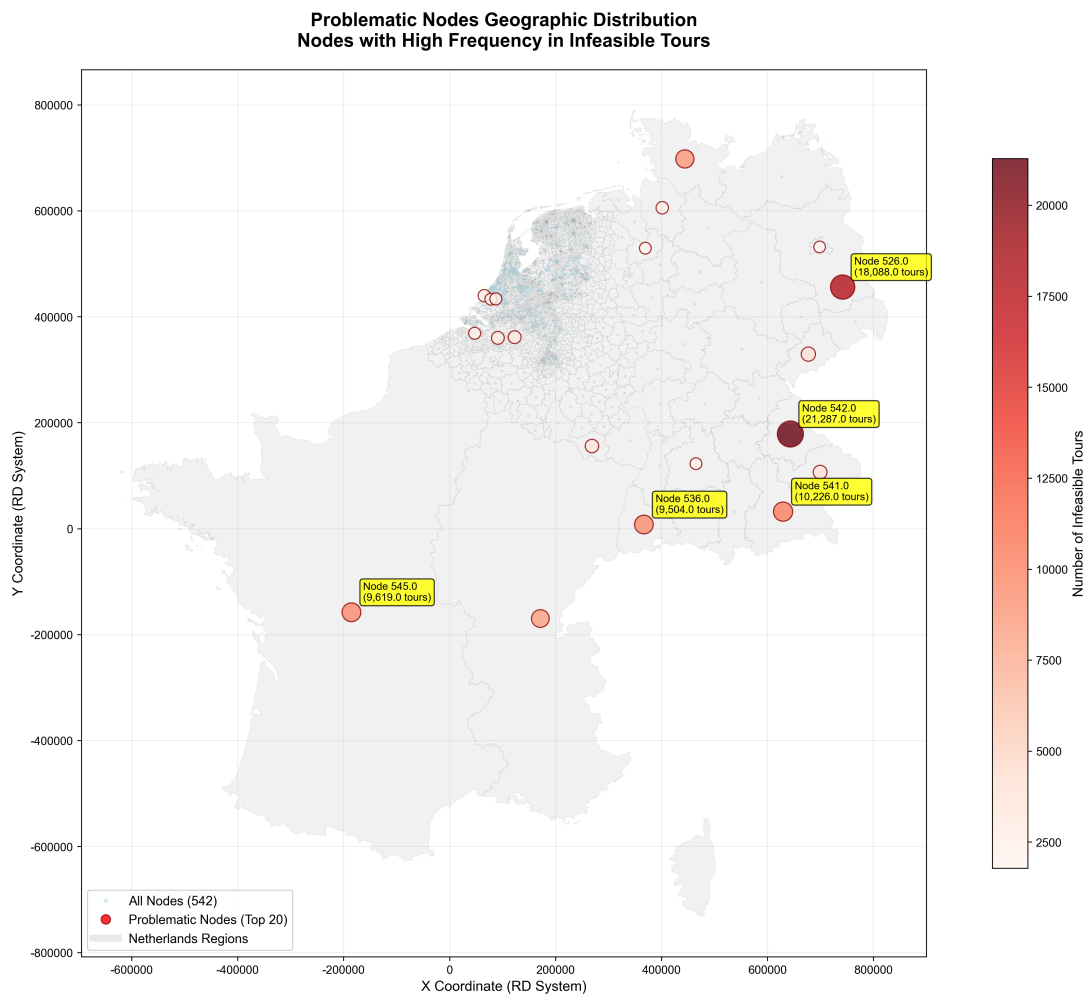 Problematic Nodes Geographic Distribution
Nodes with High Frequency in Infeasible Tours
Y Coordinate (RD System)
800000
600000
400000
200000
0
-200000
-400000
-600000
-800000
Node 526.0
(18,088.0 tours)
Node 542.0
(21,287.0 tours)
Node 541.0
(10,226.0 tours)
Node 536.0
(9,504.0 tours)
Node 545.0
(9,619.0 tours)
All Nodes (542)
Problematic Nodes (Top 20)
Netherlands Regions
-600000
-400000
-200000
0
200000
400000
600000
800000
X Coordinate (RD System)
20000
17500
15000
12500
10000
7500
5000
2500
Number of Infeasible Tours